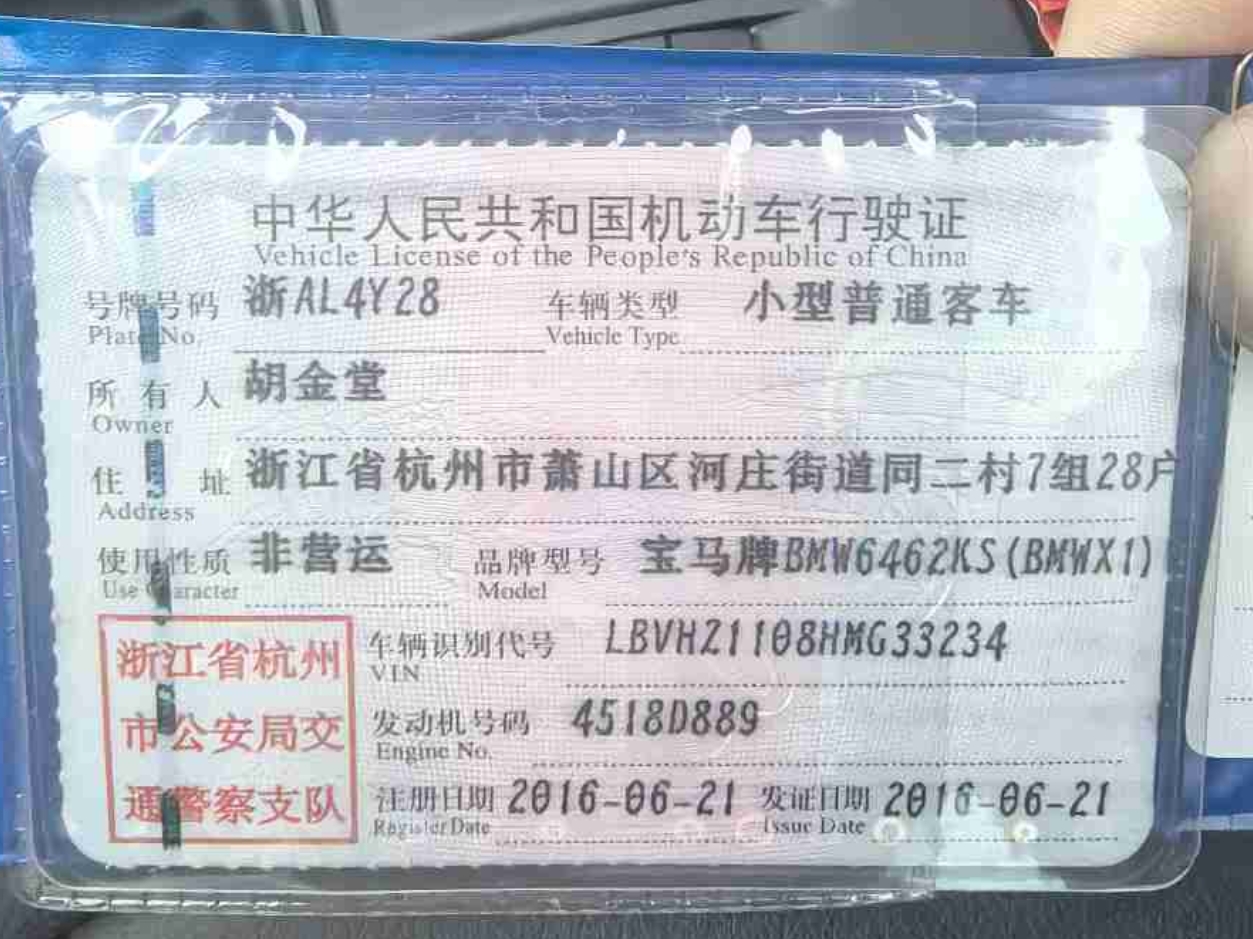 中华人民共和国机动车行驶证
Vehicle License of the People's Republic of China
号牌号码 浙AL4Y28 车辆类型 小型普通客车
Plate No. Vehicle Type
所有人 胡金堂
Owner
住址 浙江省杭州市萧山区河庄街道同二村7组28户
Address
使用性质 非营运 品牌型号 宝马牌BMW6462KS(BMWX1)
Use Character Model
浙江省杭州
市公安局交
通警察支队
车辆识别代号 LBVHZ1108HMG33234
VIN
发动机号码 4518D889
Engine No.
注册日期 2016-06-21 发证日期 2016-06-21
Register Date Issue Date